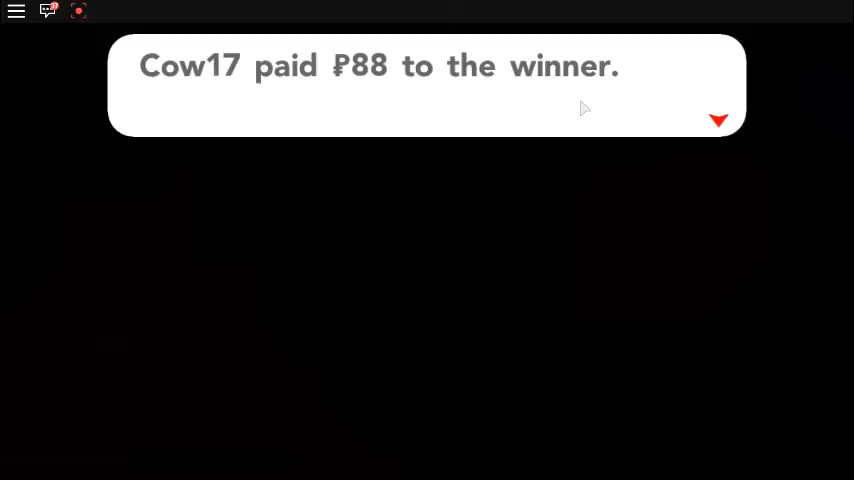 Cow17 paid ₽88 to the winner.